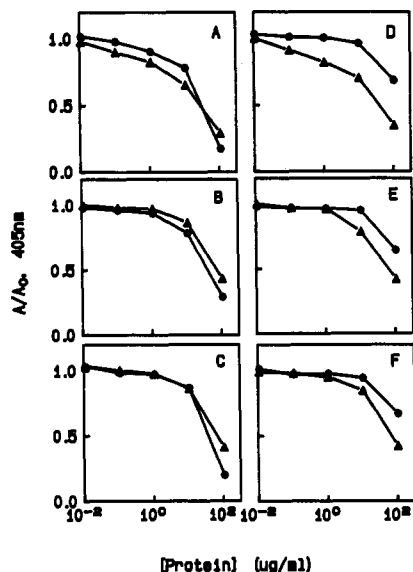 A
D
1.0
0.5
0.0
B
E
1.0
0.5
0.0
C
F
1.0
0.5
0.0
10⁻² 10⁰ 10² 10⁻² 10⁰ 10²
A/A₀, 405nm
[Protein] (ug/ml)